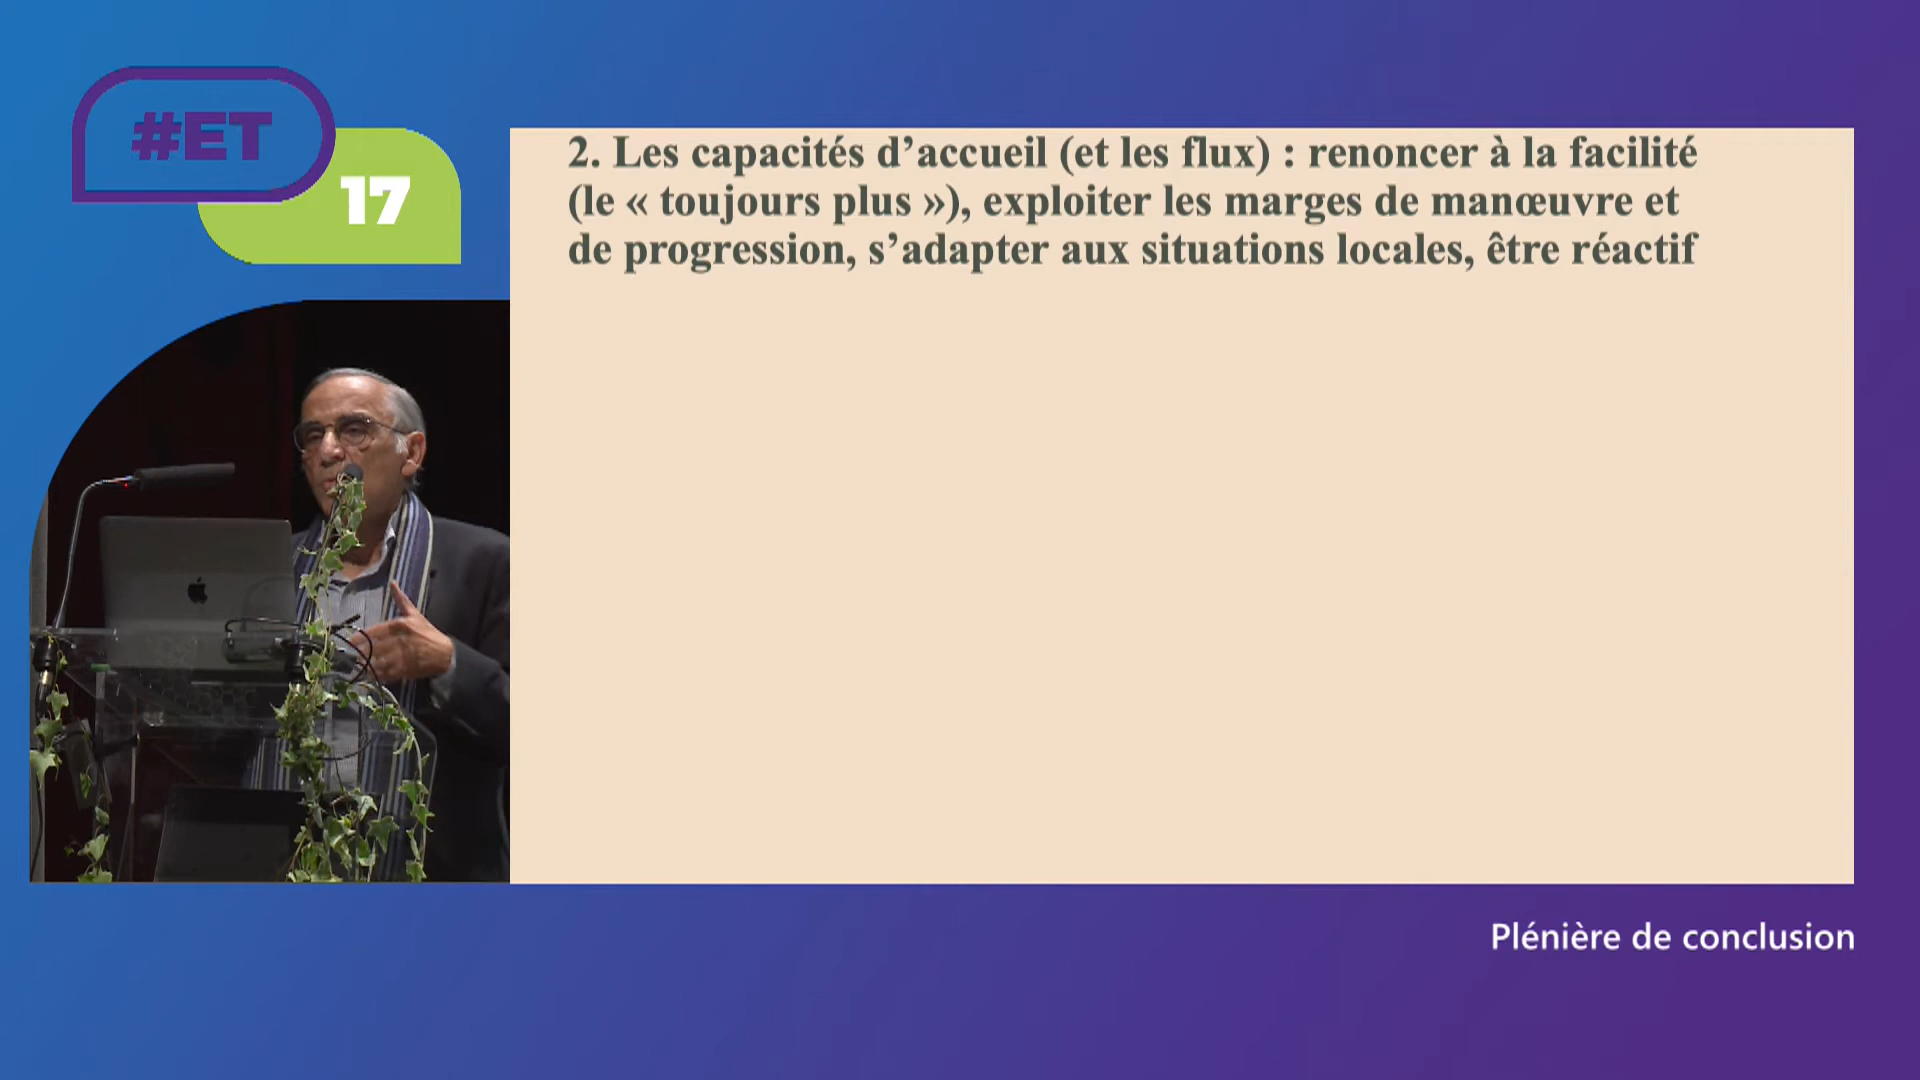 #ET
17
2. Les capacités d’accueil (et les flux) : renoncer à la facilité
(le « toujours plus »), exploiter les marges de manœuvre et
de progression, s’adapter aux situations locales, être réactif
Plénière de conclusion